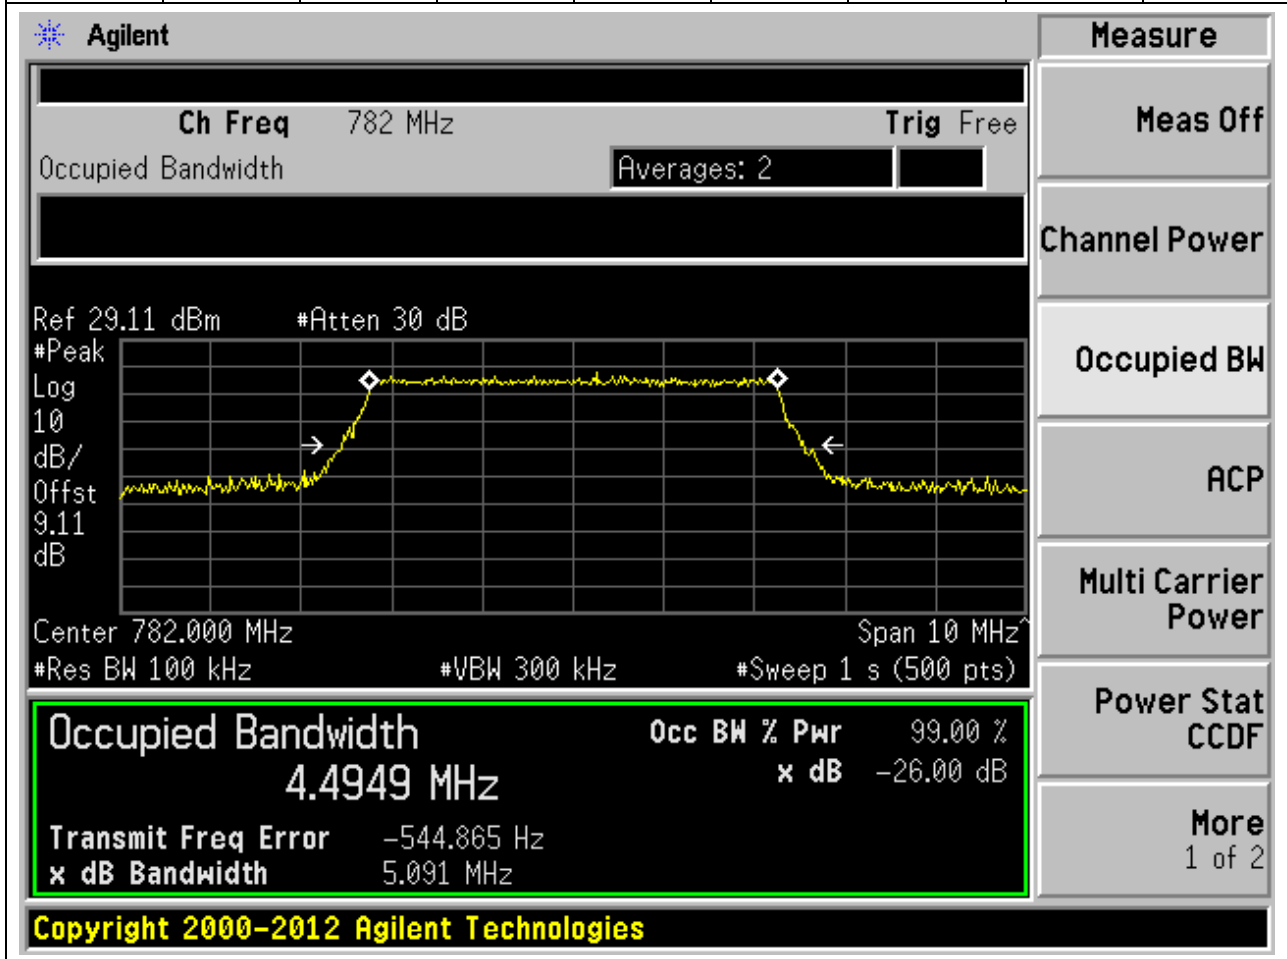 Agilent
Measure
Ch Freq 782 MHz Trig Free
Occupied Bandwidth Averages: 2
Ref 29.11 dBm #Atten 30 dB
#Peak
Log
10
dB/
Offst
9.11
dB
Center 782.000 MHz Span 10 MHz^
#Res BW 100 kHz #VBW 300 kHz #Sweep 1 s (500 pts)
Occupied Bandwidth Occ BW % Pwr 99.00 %
4.4949 MHz x dB -26.00 dB
Transmit Freq Error -544.865 Hz
x dB Bandwidth 5.091 MHz
Copyright 2000-2012 Agilent Technologies
Meas Off
Channel Power
Occupied BW
ACP
Multi Carrier
Power
Power Stat
CCDF
More
1 of 2